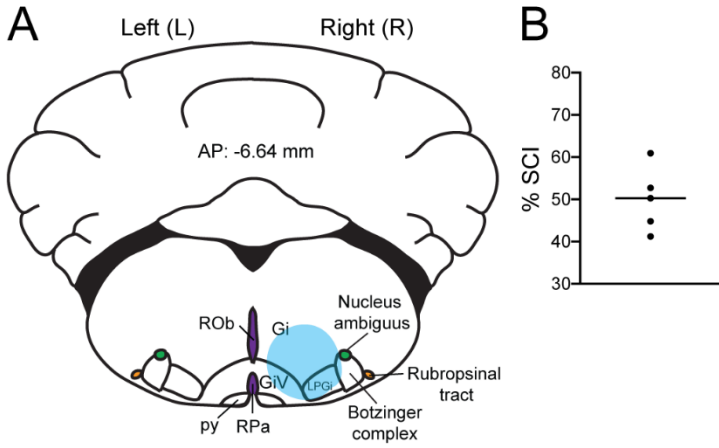 A
Left (L)
Right (R)
AP: -6.64 mm
ROb
Gi
Nucleus
ambiguus
GiV
LPGi
Rubropsinal
tract
Botzinger
complex
py
RPa
B
% SCI
80
70
60
50
40
30